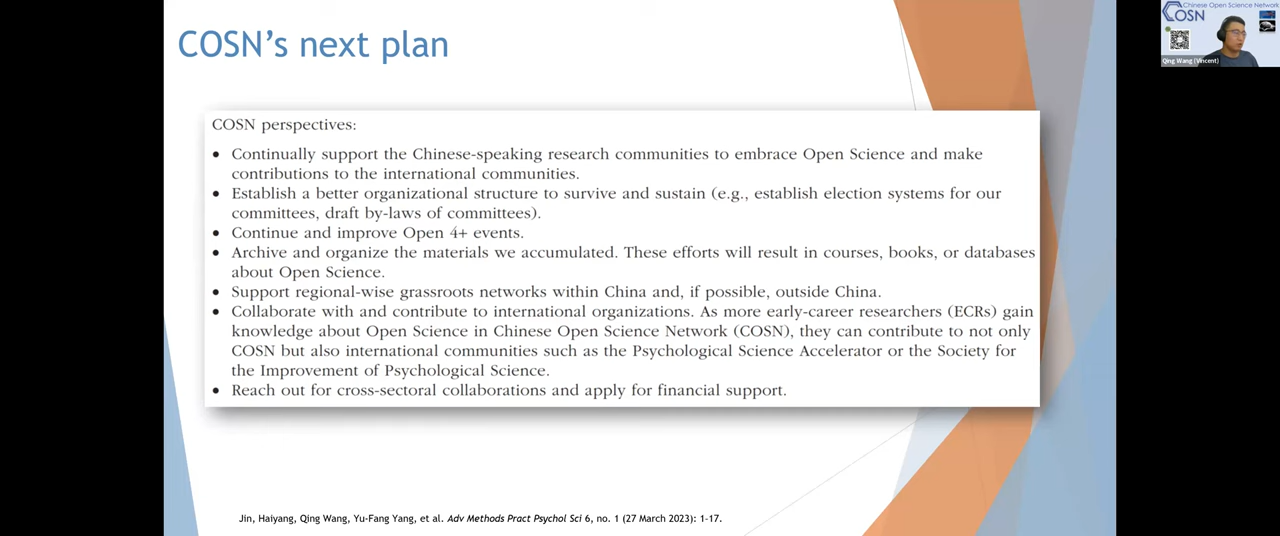 COSN's next plan
COSN perspectives:
• Continually support the Chinese-speaking research communities to embrace Open Science and make
contributions to the international communities.
• Establish a better organizational structure to survive and sustain (e.g., establish election systems for our
committees, draft by-laws of committees).
• Continue and improve Open 4+ events.
• Archive and organize the materials we accumulated. These efforts will result in courses, books, or databases
about Open Science.
• Support regional-wise grassroots networks within China and, if possible, outside China.
• Collaborate with and contribute to international organizations. As more early-career researchers (ECRs) gain
knowledge about Open Science in Chinese Open Science Network (COSN), they can contribute to not only
COSN but also international communities such as the Psychological Science Accelerator or the Society for
the Improvement of Psychological Science.
• Reach out for cross-sectoral collaborations and apply for financial support.
Jin, Haiyang, Qing Wang, Yu-Fang Yang, et al. Adv Methods Pract Psychol Sci 6, no. 1 (27 March 2023): 1-17.
Chinese Open Science Network
COSN
Qing Wang (Vincent)